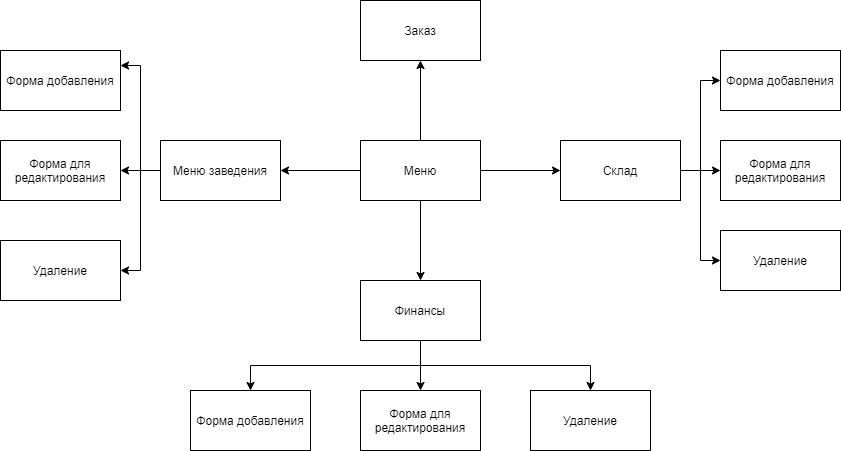 Заказ
Форма добавления
Форма добавления
Форма для
редактирования
Меню заведения
Меню
Склад
Форма для
редактирования
Удаление
Удаление
Финансы
Форма добавления
Форма для
редактирования
Удаление